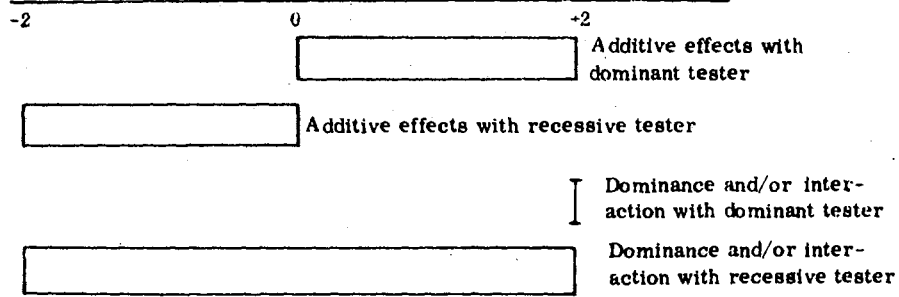 -2 0 +2
Additive effects with
dominant tester
Additive effects with recessive tester
Dominance and/or inter-
action with dominant tester
Dominance and/or inter-
action with recessive tester